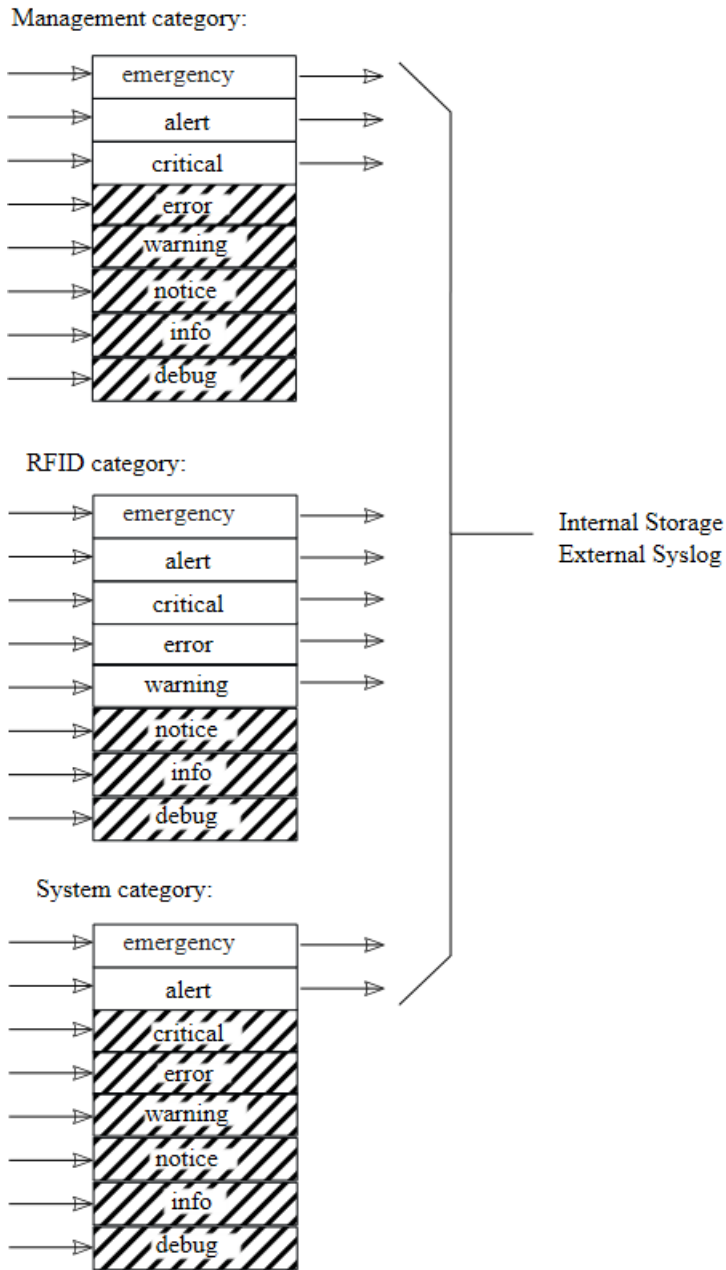 Management category:
emergency
alert
critical
error
warning
notice
info
debug
RFID category:
emergency
alert
critical
error
warning
notice
info
debug
Internal Storage
External Syslog
System category:
emergency
alert
critical
error
warning
notice
info
debug